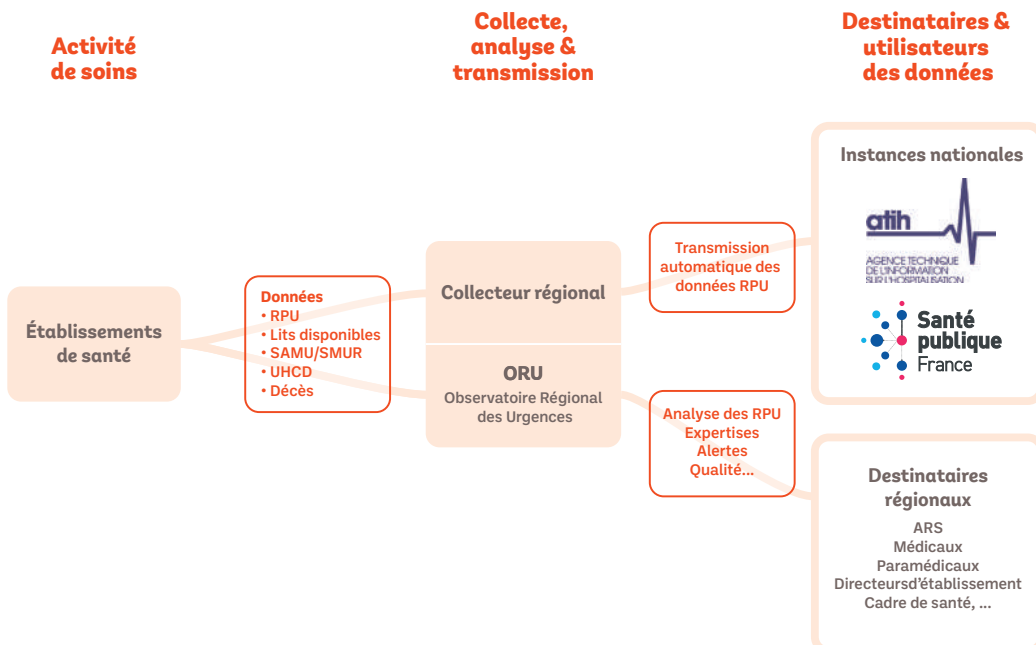 Activité
de soins
Collecte,
analyse &
transmission
Destinataires &
utilisateurs
des données
Établissements
de santé
Données
• RPU
• Lits disponibles
• SAMU/SMUR
• UHCD
• Décès
Collecteur régional
ORU
Observatoire Régional
des Urgences
Transmission
automatique des
données RPU
Analyse des RPU
Expertises
Alertes
Qualité...
Instances nationales
atih
AGENCE TECHNIQUE
DE L'INFORMATION
SUR L'HOSPITALISATION
Santé
publique
France
Destinataires
régionaux
ARS
Médicaux
Paramédicaux
Directeursd'établissement
Cadre de santé, ...